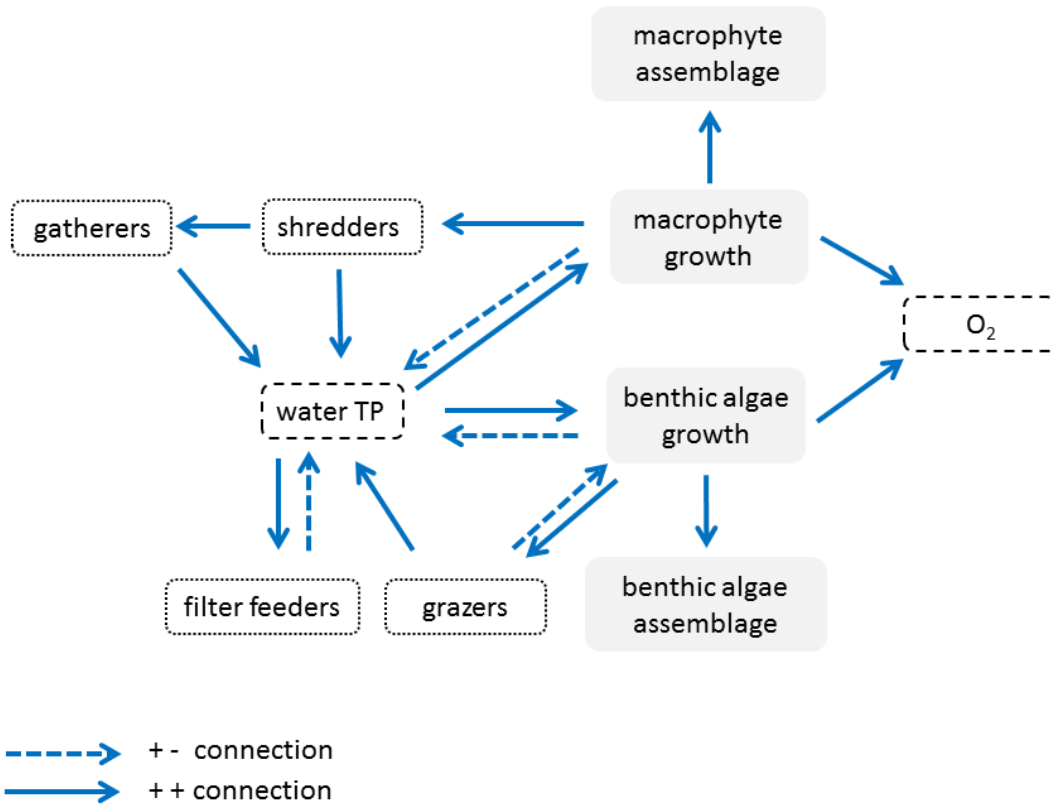 macrophyte
assemblage
gatherers
shredders
macrophyte
growth
O₂
water TP
benthic algae
growth
filter feeders
grazers
benthic algae
assemblage
+ - connection
+ + connection